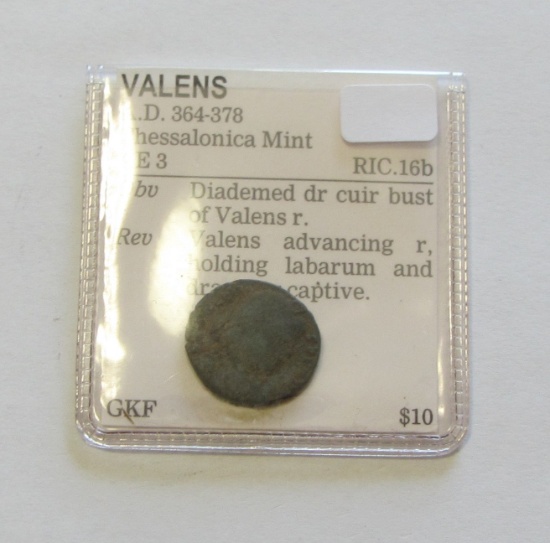 VALENS
A.D. 364-378
Thessalonica Mint
E 3 RIC.16b
bv Diademed dr cuir bust
of Valens r.
Rev Valens advancing r,
holding labarum and
captive.
GKF $10